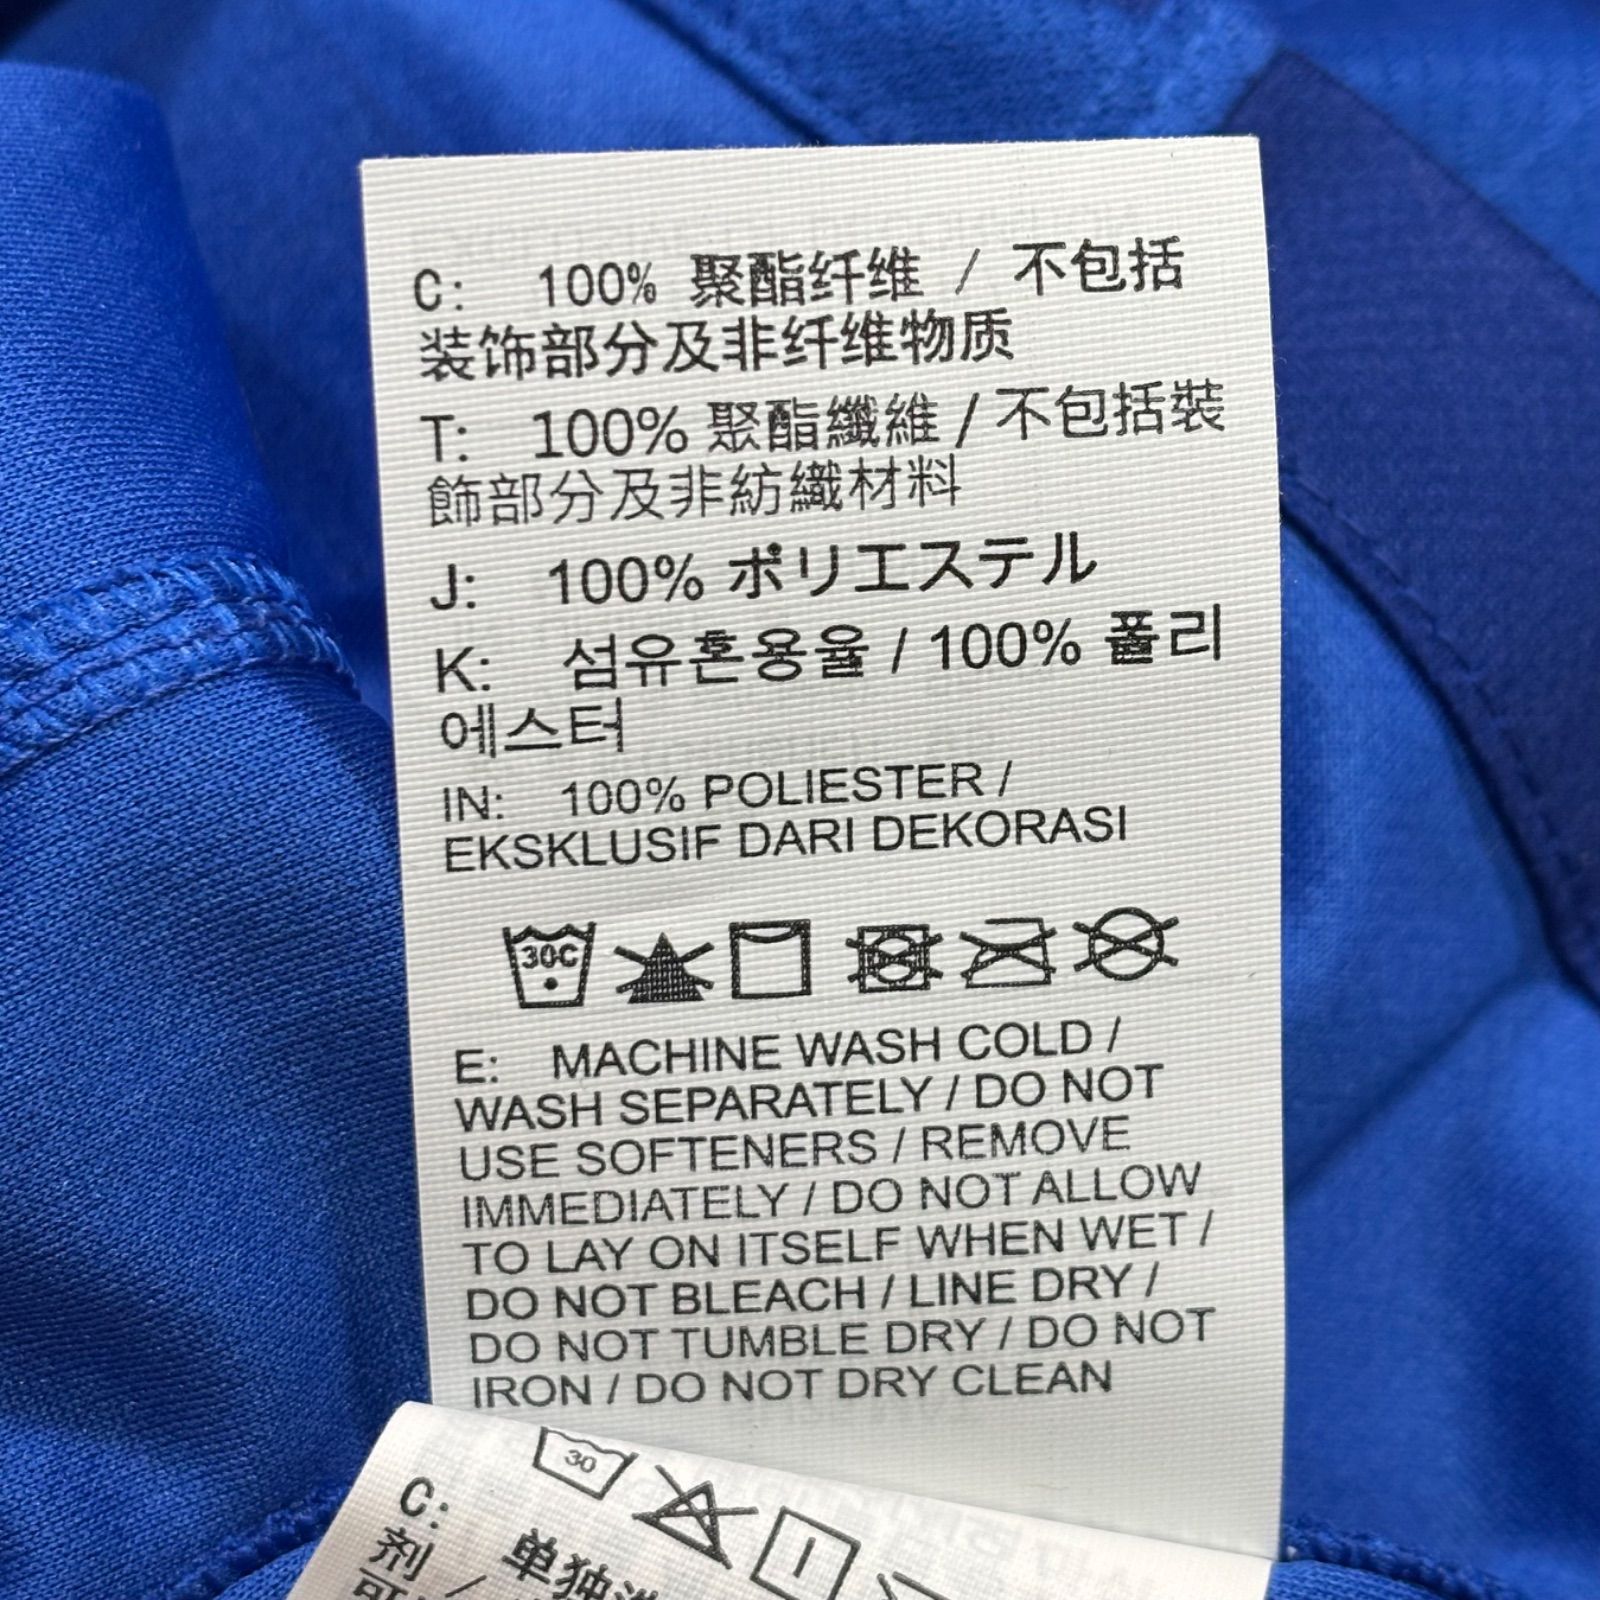 C: 100% 聚酯纤维 / 不包括
装饰部分及非纤维物质
T: 100% 聚酯纖維 / 不包括裝
飾部分及非紡織材料
J: 100% ポリエステル
K: 섬유혼용율 / 100% 폴리
에스터
IN: 100% POLIESTER /
EKSKLUSIF DARI DEKORASI
30C
E: MACHINE WASH COLD /
WASH SEPARATELY / DO NOT
USE SOFTENERS / REMOVE
IMMEDIATELY / DO NOT ALLOW
TO LAY ON ITSELF WHEN WET /
DO NOT BLEACH / LINE DRY /
DO NOT TUMBLE DRY / DO NOT
IRON / DO NOT DRY CLEAN
30
C: 单独
剂 /